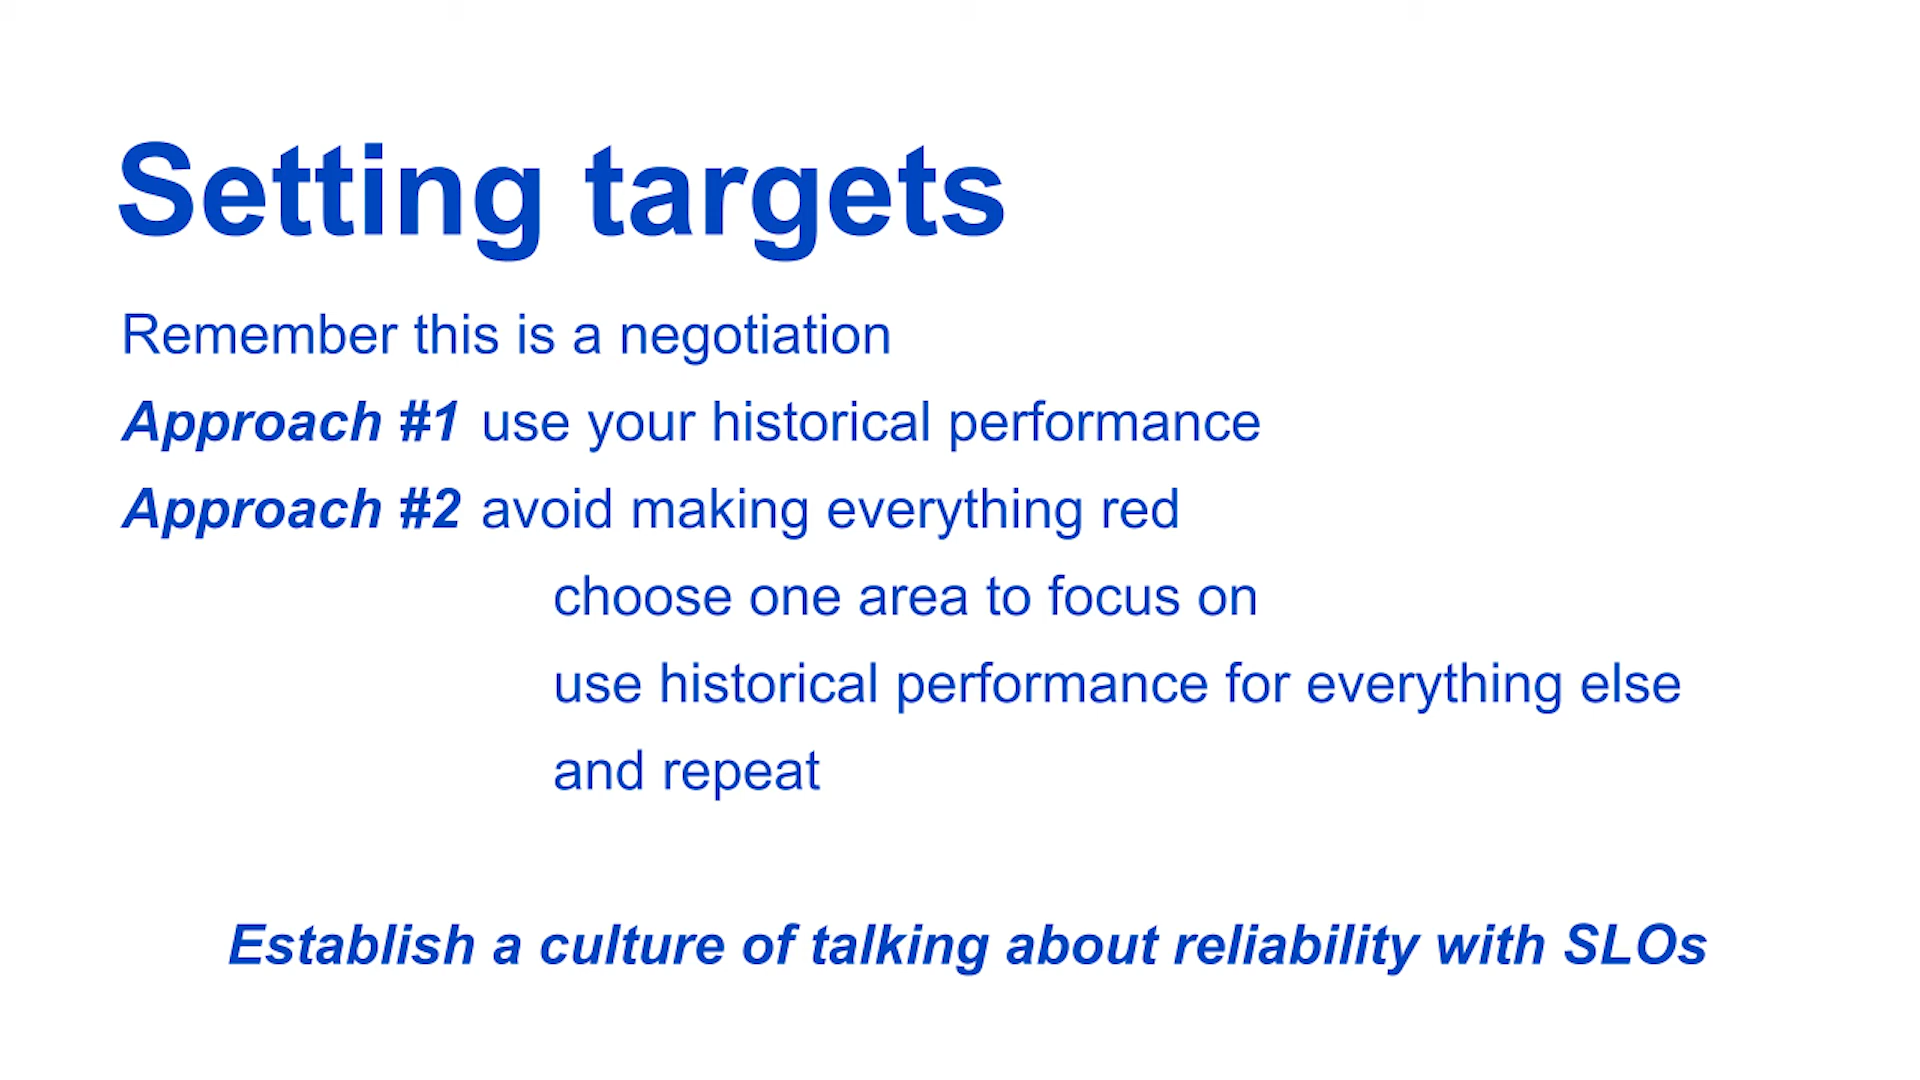 Setting targets
Remember this is a negotiation
Approach #1 use your historical performance
Approach #2 avoid making everything red
choose one area to focus on
use historical performance for everything else
and repeat
Establish a culture of talking about reliability with SLOs